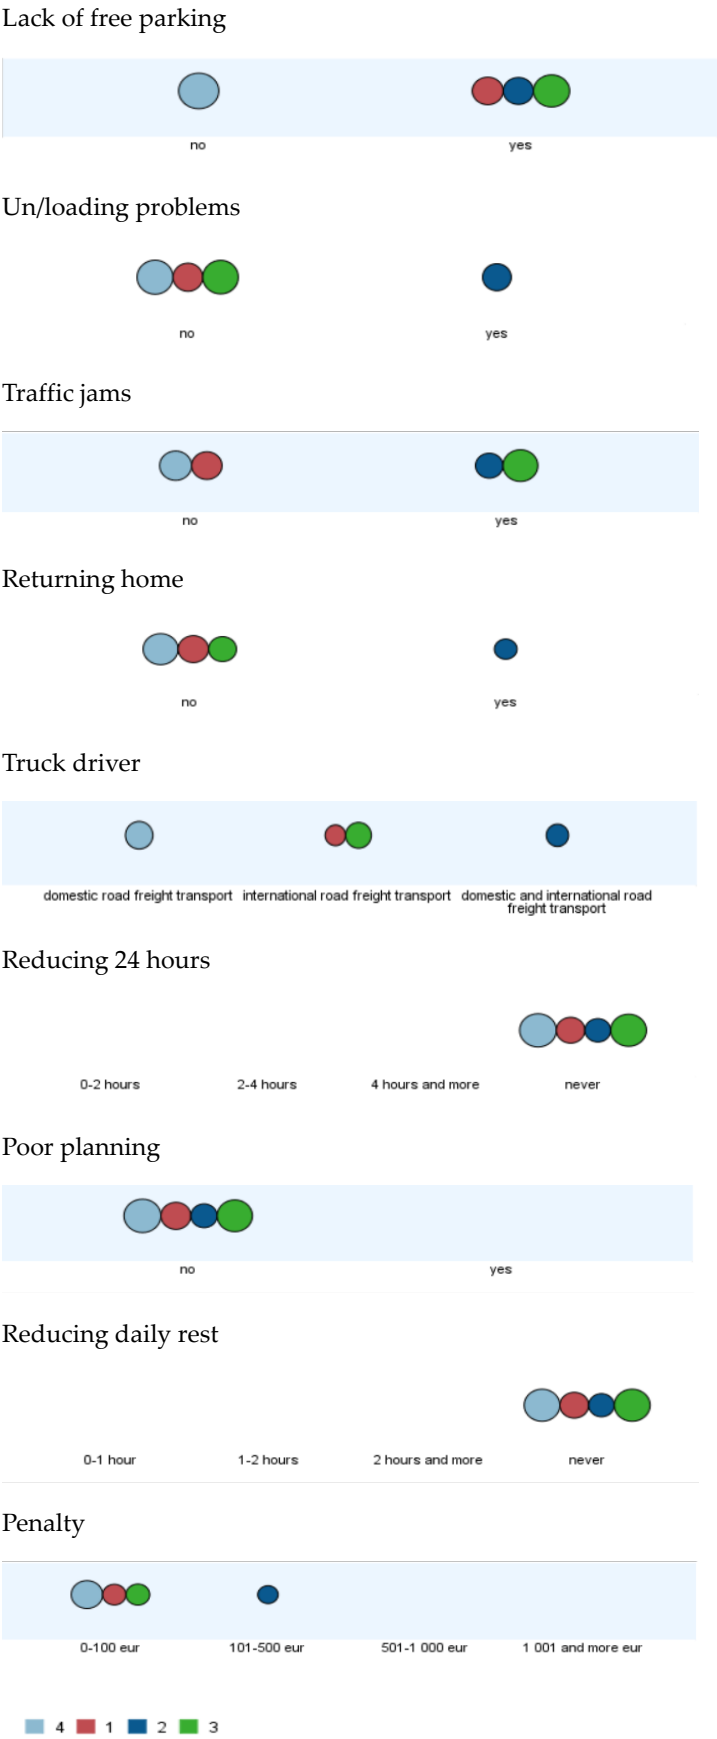 Lack of free parking
no yes
Un/loading problems
no yes
Traffic jams
no yes
Returning home
no yes
Truck driver
domestic road freight transport international road freight transport domestic and international road
freight transport
Reducing 24 hours
0-2 hours 2-4 hours 4 hours and more never
Poor planning
no yes
Reducing daily rest
0-1 hour 1-2 hours 2 hours and more never
Penalty
0-100 eur 101-500 eur 501-1 000 eur 1 001 and more eur
4 1 2 3